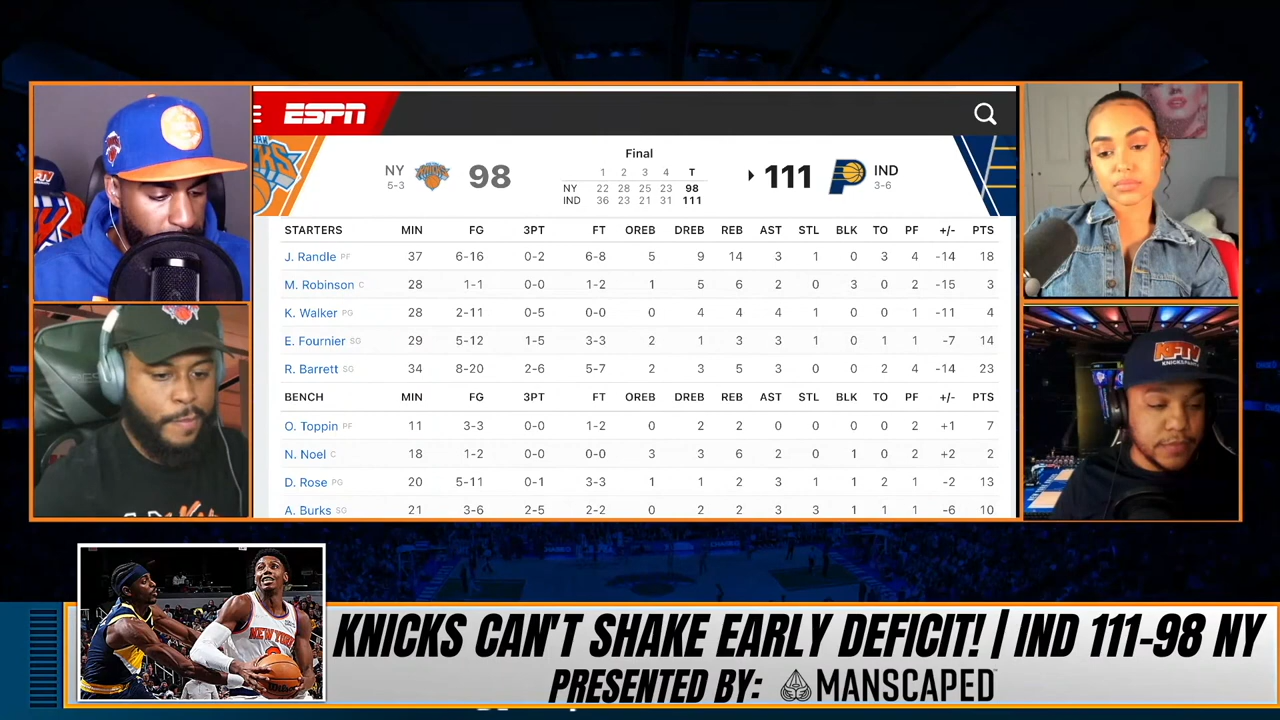 ESPN
NY 5-3 98
Final
1 2 3 4 T
NY 22 28 25 23 98
IND 36 23 21 31 111
111 IND 3-6
STARTERS MIN FG 3PT FT OREB DREB REB AST STL BLK TO PF +/- PTS
J. Randle PF 37 6-16 0-2 6-8 5 9 14 3 1 0 3 4 -14 18
M. Robinson C 28 1-1 0-0 1-2 1 5 6 2 0 3 0 2 -15 3
K. Walker PG 28 2-11 0-5 0-0 0 4 4 4 1 0 0 1 -11 4
E. Fournier SG 29 5-12 1-5 3-3 2 1 3 3 1 0 1 1 -7 14
R. Barrett SG 34 8-20 2-6 5-7 2 3 5 3 0 0 2 4 -14 23
BENCH MIN FG 3PT FT OREB DREB REB AST STL BLK TO PF +/- PTS
O. Toppin PF 11 3-3 0-0 1-2 0 2 2 0 0 0 0 2 +1 7
N. Noel C 18 1-2 0-0 0-0 3 3 6 2 0 1 0 2 +2 2
D. Rose PG 20 5-11 0-1 3-3 1 1 2 3 1 1 2 1 -2 13
A. Burks SG 21 3-6 2-5 2-2 0 2 2 3 3 1 1 1 -6 10
KFTV
NEW YORK
KNICKS CAN'T SHAKE EARLY DEFICIT! | IND 111-98 NY
PRESENTED BY: MANSCAPED